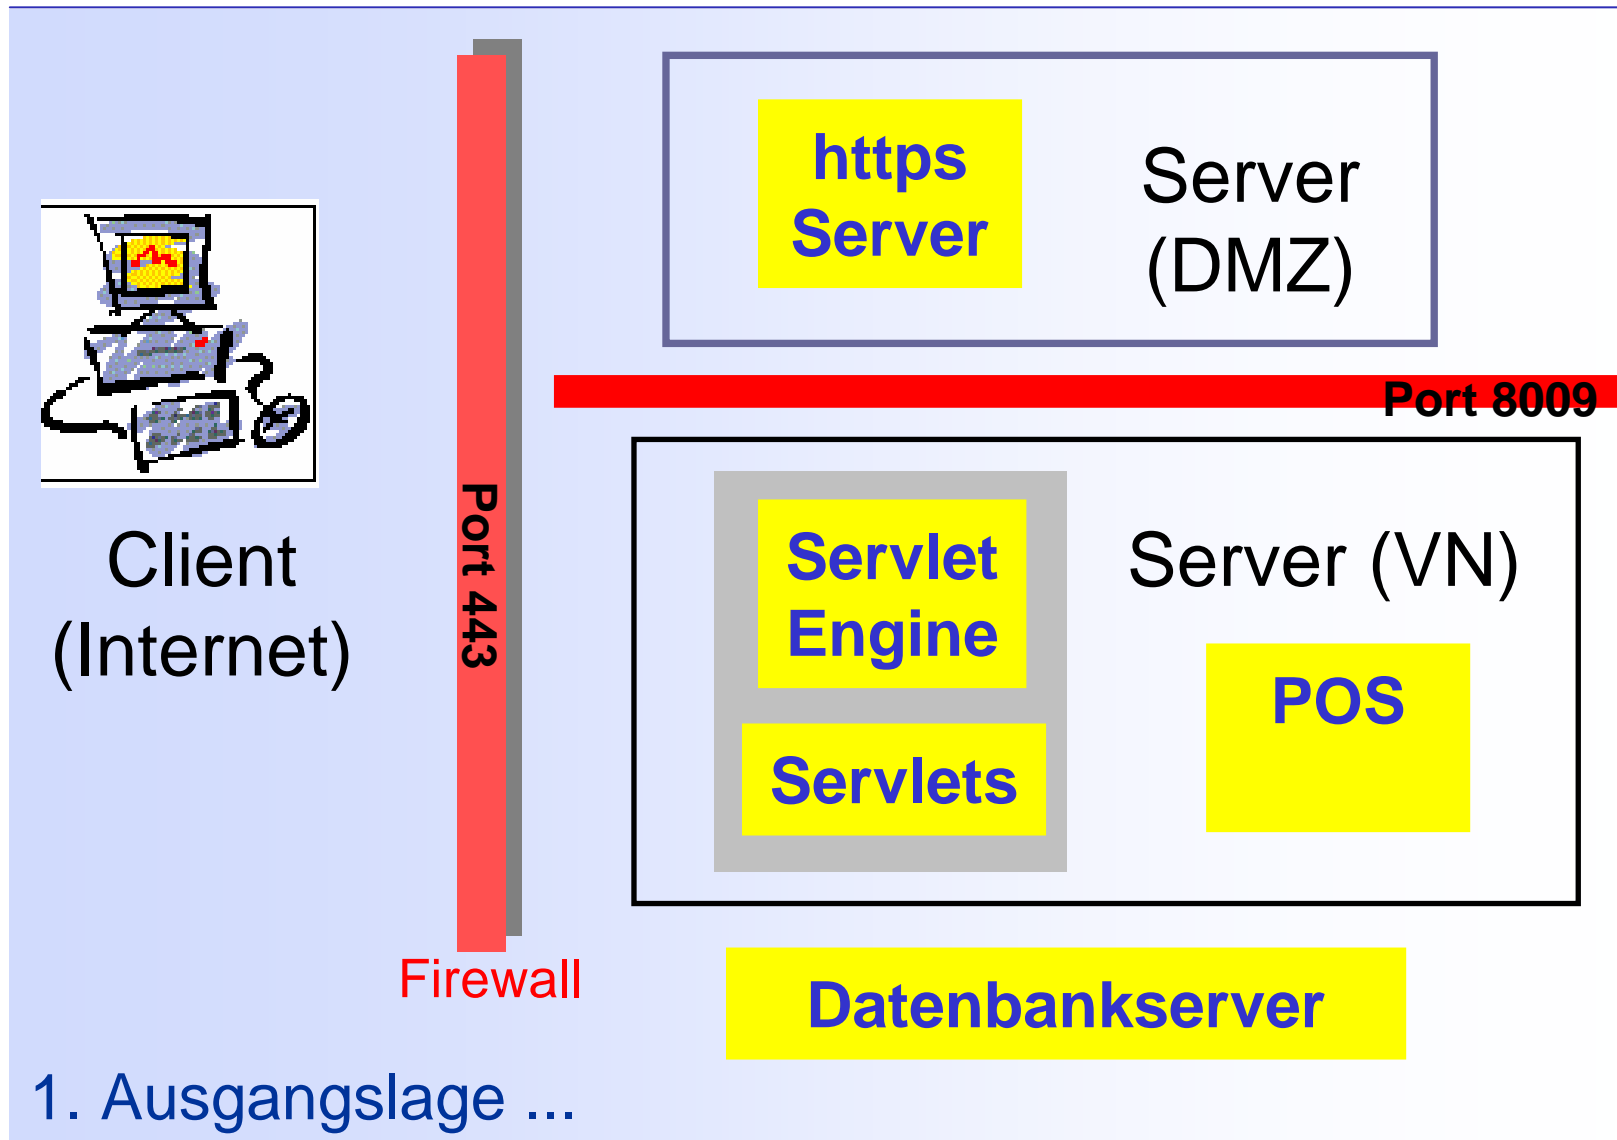 https
Server
Server
(DMZ)
Port 8009
Port 443
Client
(Internet)
Servlet
Engine
Server (VN)
POS
Servlets
Firewall
Datenbankserver
1. Ausgangslage ...